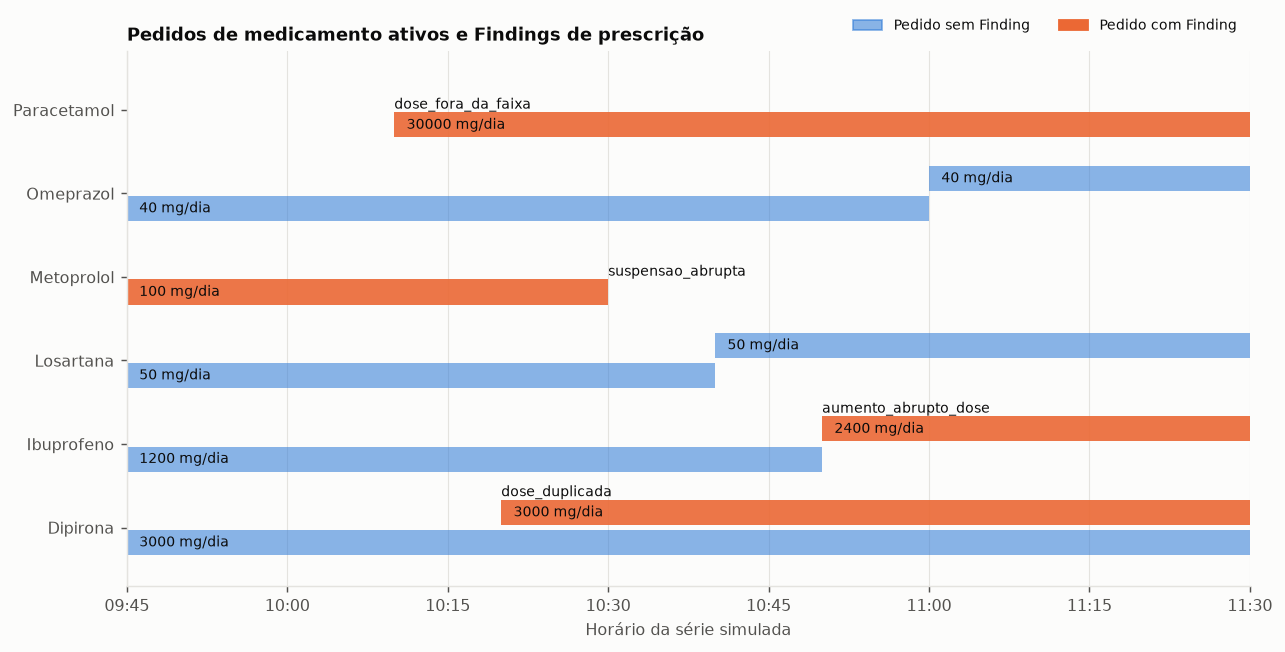 Pedidos de medicamento ativos e Findings de prescrição
Pedido sem Finding
Pedido com Finding
Paracetamol
dose_fora_da_faixa
30000 mg/dia
Omeprazol
40 mg/dia
40 mg/dia
Metoprolol
suspensao_abrupta
100 mg/dia
Losartana
50 mg/dia
50 mg/dia
Ibuprofeno
aumento_abrupto_dose
2400 mg/dia
1200 mg/dia
Dipirona
dose_duplicada
3000 mg/dia
3000 mg/dia
09:45
10:00
10:15
10:30
10:45
11:00
11:15
11:30
Horário da série simulada